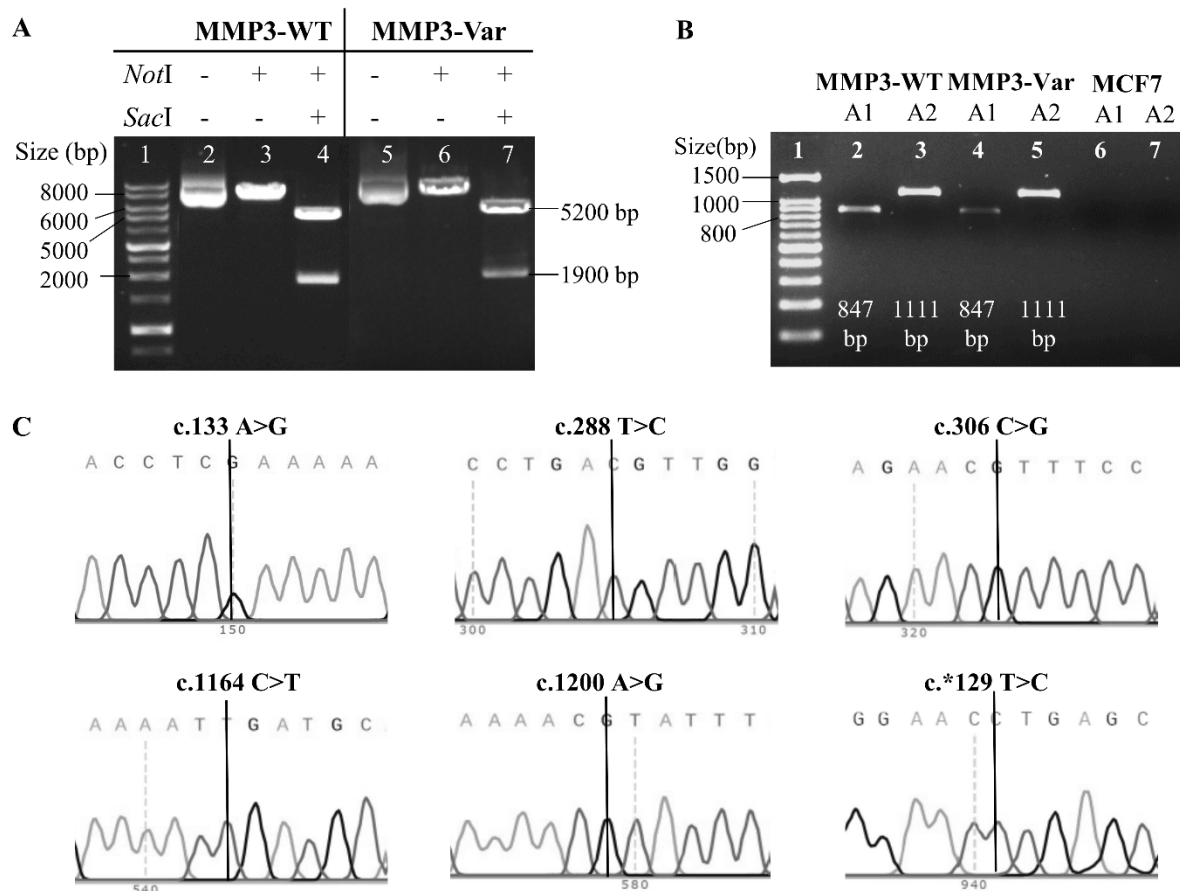 A
MMP3-WT MMP3-Var
NotI - + + - + +
SacI - - + - - +
Size (bp) 1 2 3 4 5 6 7
8000
6000
5000
2000
5200 bp
1900 bp
B
MMP3-WT MMP3-Var MCF7
A1 A2 A1 A2 A1 A2
Size(bp) 1 2 3 4 5 6 7
1500
1000
800
847 1111 847 1111
bp bp bp bp
C
c.133 A>G c.288 T>C c.306 C>G
A C C T C G A A A A A C C T G A C G T T G G A G A A C G T T T C C
150 300 310 320
c.1164 C>T c.1200 A>G c.*129 T>C
A A A A T T G A T G C A A A A C G T A T T T G G A A C C T G A G C
540 580 940